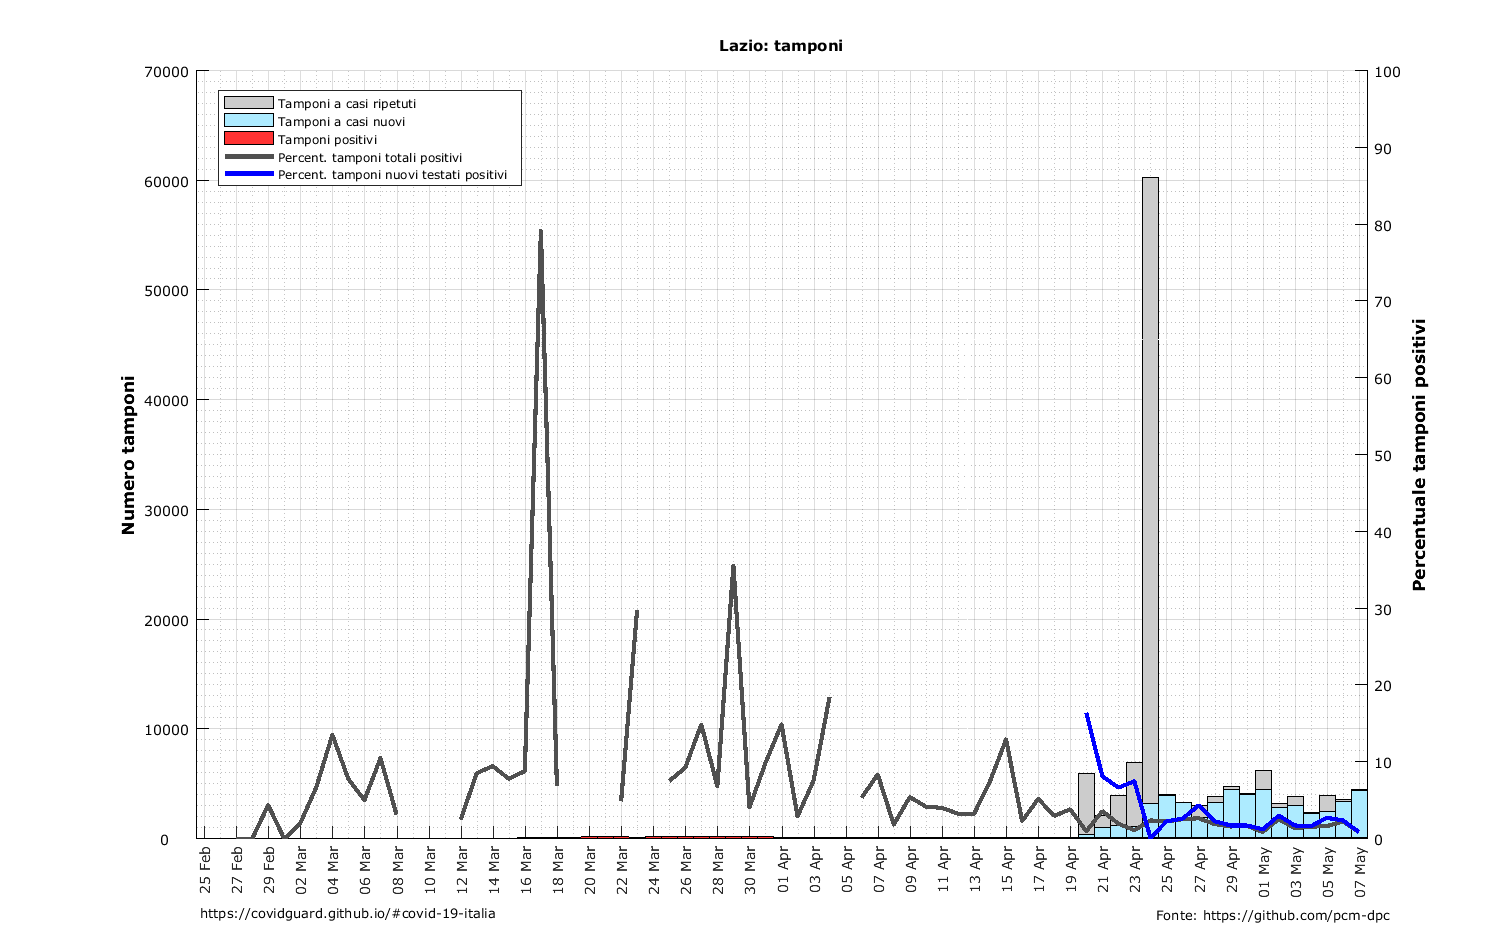 Lazio: tamponi
Tamponi a casi ripetuti
Tamponi a casi nuovi
Tamponi positivi
Percent. tamponi totali positivi
Percent. tamponi nuovi testati positivi
Numero tamponi
70000
60000
50000
40000
30000
20000
10000
0
Percentuale tamponi positivi
100
90
80
70
60
50
40
30
20
10
0
25 Feb
27 Feb
29 Feb
02 Mar
04 Mar
06 Mar
08 Mar
10 Mar
12 Mar
14 Mar
16 Mar
18 Mar
20 Mar
22 Mar
24 Mar
26 Mar
28 Mar
30 Mar
01 Apr
03 Apr
05 Apr
07 Apr
09 Apr
11 Apr
13 Apr
15 Apr
17 Apr
19 Apr
21 Apr
23 Apr
25 Apr
27 Apr
29 Apr
01 May
03 May
05 May
07 May
https://covidguard.github.io/#covid-19-italia
Fonte: https://github.com/pcm-dpc